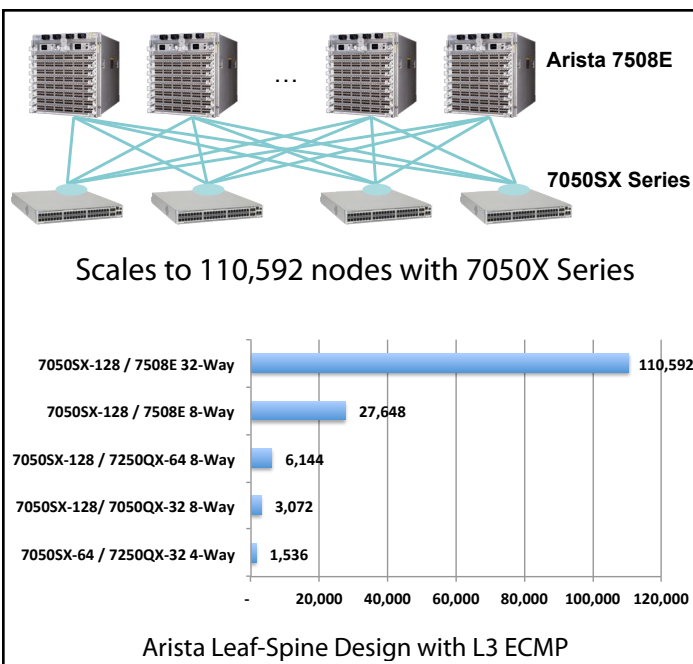 Arista 7508E
...
7050SX Series
Scales to 110,592 nodes with 7050X Series
7050SX-128 / 7508E 32-Way
110,592
7050SX-128 / 7508E 8-Way
27,648
7050SX-128 / 7250QX-64 8-Way
6,144
7050SX-128/ 7050QX-32 8-Way
3,072
7050SX-64 / 7250QX-32 4-Way
1,536
- 20,000 40,000 60,000 80,000 100,000 120,000
Arista Leaf-Spine Design with L3 ECMP